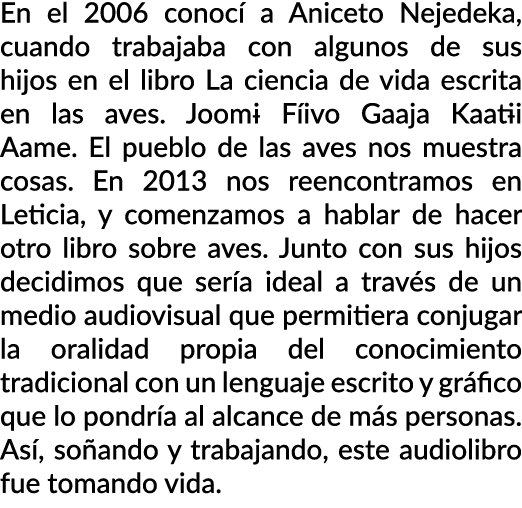 En el 2006 conocí a Aniceto Nejedeka,
cuando trabajaba con algunos de sus
hijos en el libro La ciencia de vida escrita
en las aves. Joomɨ Fíivo Gaaja Kaatɨi
Aame. El pueblo de las aves nos muestra
cosas. En 2013 nos reencontramos en
Leticia, y comenzamos a hablar de hacer
otro libro sobre aves. Junto con sus hijos
decidimos que sería ideal a través de un
medio audiovisual que permitiera conjugar
la oralidad propia del conocimiento
tradicional con un lenguaje escrito y gráfico
que lo pondría al alcance de más personas.
Así, soñando y trabajando, este audiolibro
fue tomando vida.